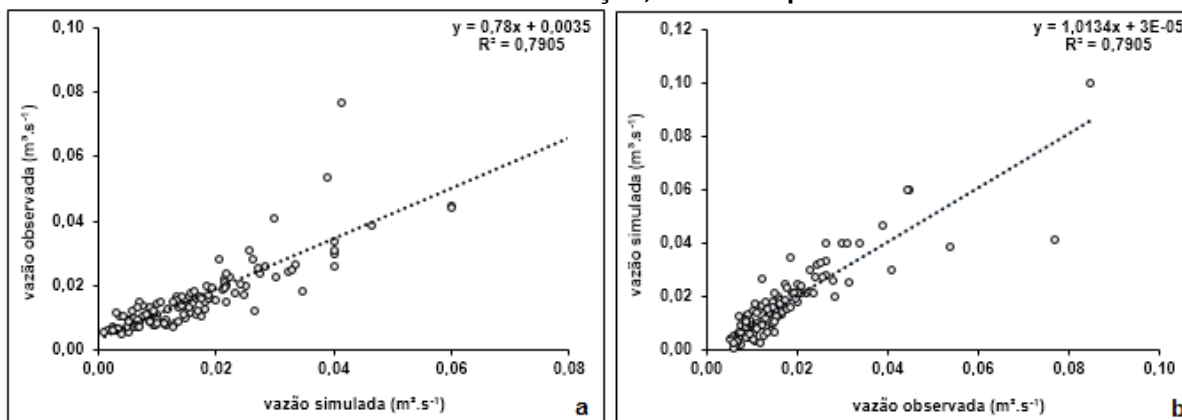 y = 0,78x + 0,0035
R² = 0,7905
0,10
0,08
0,06
0,04
0,02
0,00
0,00 0,02 0,04 0,06 0,08
vazão observada (m³.s⁻¹)
vazão simulada (m³.s⁻¹)
a
y = 1,0134x + 3E-05
R² = 0,7905
0,12
0,10
0,08
0,06
0,04
0,02
0,00
0,00 0,02 0,04 0,06 0,08 0,10
vazão simulada (m³.s⁻¹)
vazão observada (m³.s⁻¹)
b